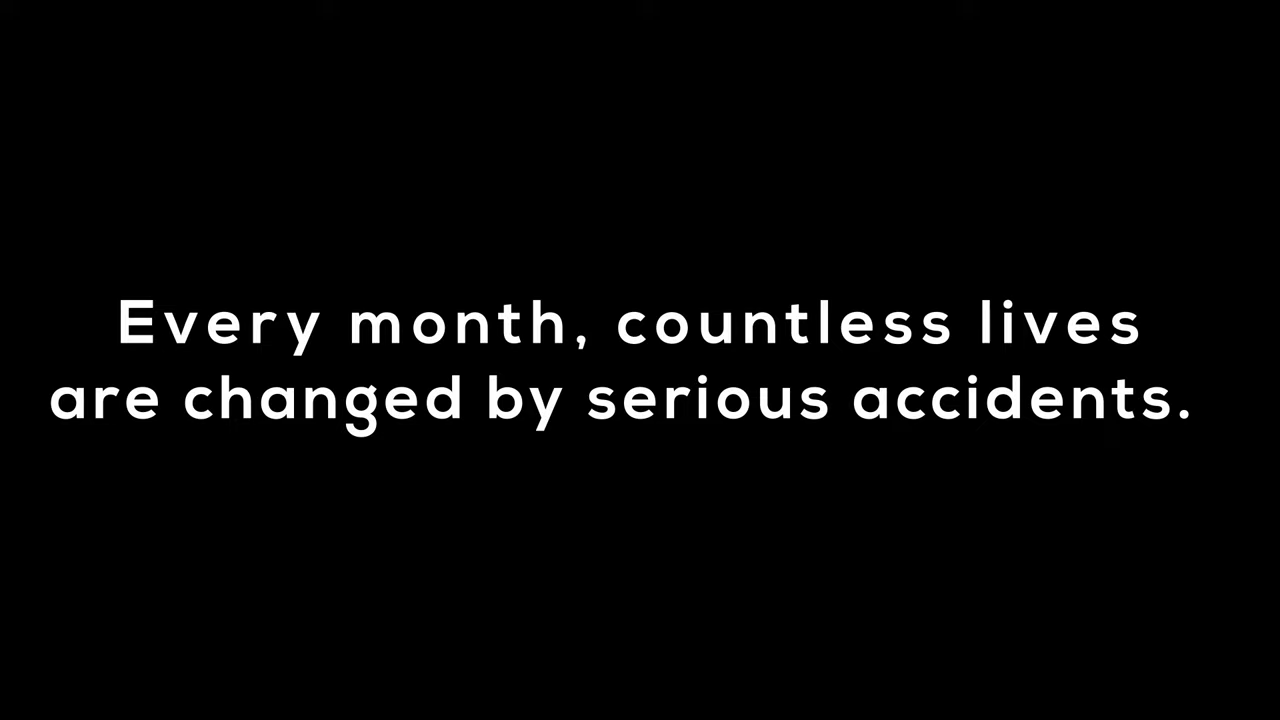 Every month, countless lives
are changed by serious accidents.